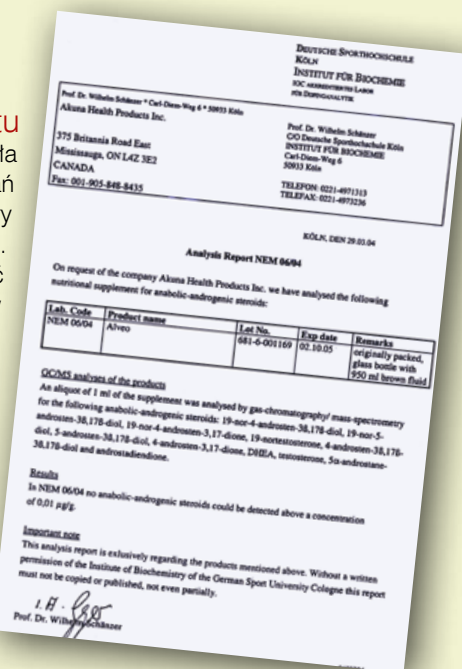 tu
ła
ań
y
.
ć
DEUTSCHE SPORTHOCHSCHULE
KÖLN
INSTITUT FÜR BIOCHEMIE
IOC AKKREDITIERTES LABOR
FÜR DOPINGANALYTIK
Prof. Dr. Wilhelm Schänzer * Carl-Diem-Weg 6 * 50933 Köln
Akuna Health Products Inc.
375 Britannia Road East
Mississauga, ON L4Z 3E2
CANADA
Fax: 001-905-848-8435
Prof. Dr. Wilhelm Schänzer
C/O Deutsche Sporthochschule Köln
INSTITUT FÜR BIOCHEMIE
Carl-Diem-Weg 6
50933 Köln
TELEFON: 0221-4971313
TELEFAX: 0221-4973236
KÖLN, DEN 29.03.04
Analysis Report NEM 06/04
On request of the company Akuna Health Products Inc. we have analysed the following
nutritional supplement for anabolic-androgenic steroids:
Lab. Code Product name Lot No. Exp date Remarks
NEM 06/04 Alveo 681-6-001169 02.10.05 originally packed,
glass bottle with
950 ml brown fluid
GC/MS analyses of the products
An aliquot of 1 ml of the supplement was analysed by gas-chromatography/ mass-spectrometry
for the following anabolic-androgenic steroids: 19-nor-4-androsten-3ß,17ß-diol, 19-nor-5-
androsten-3ß,17ß-diol, 19-nor-4-androsten-3,17-dione, 19-nortestosterone, 4-androsten-3ß,17ß-
diol, 5-androsten-3ß,17ß-diol, 4-androsten-3,17-dione, DHEA, testosterone, 5α-androstane-
3ß,17ß-diol and androstadiendione.
Results
In NEM 06/04 no anabolic-androgenic steroids could be detected above a concentration
of 0,01 µg/g.
Important note
This analysis report is exlusively regarding the products mentioned above. Without a written
permission of the Institute of Biochemistry of the German Sport University Cologne this report
must not be copied or published, not even partially.
Prof. Dr. Wilhelm Schänzer